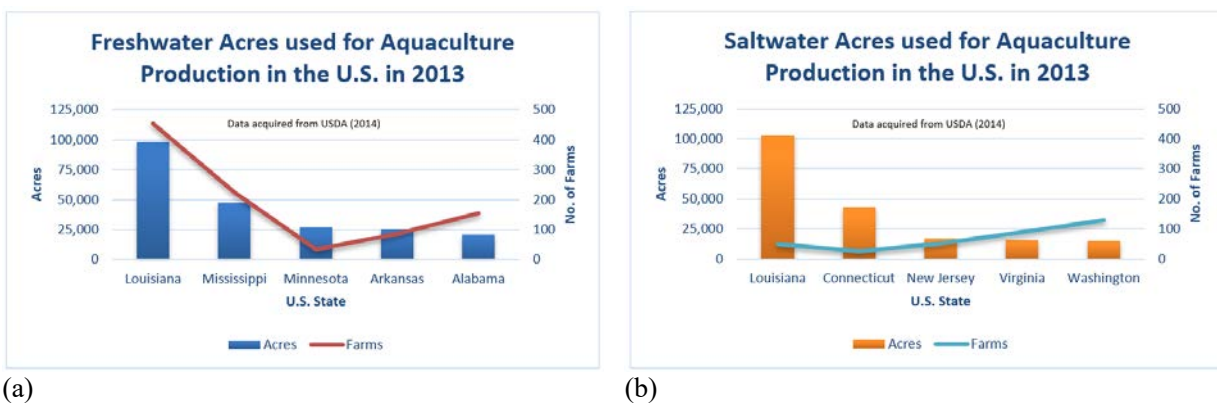 Freshwater Acres used for Aquaculture
Production in the U.S. in 2013
Data acquired from USDA (2014)
125,000
100,000
75,000
50,000
25,000
0
Acres
500
400
300
200
100
0
No. of Farms
Louisiana Mississippi Minnesota Arkansas Alabama
U.S. State
Acres Farms
(a)
Saltwater Acres used for Aquaculture
Production in the U.S. in 2013
Data acquired from USDA (2014)
125,000
100,000
75,000
50,000
25,000
0
Acres
500
400
300
200
100
0
No. of Farms
Louisiana Connecticut New Jersey Virginia Washington
U.S. State
Acres Farms
(b)